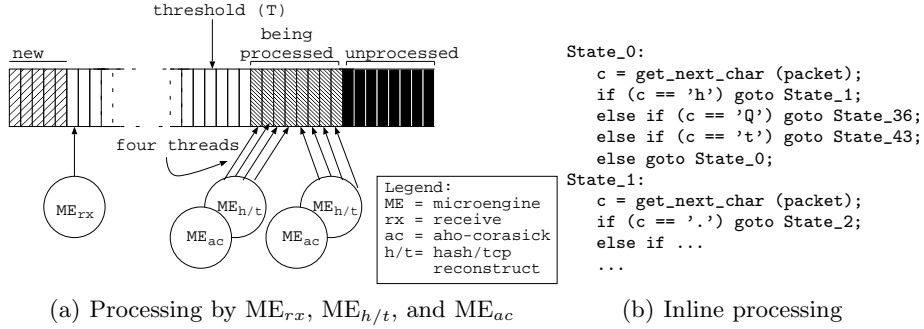 threshold (T)
new
being
processed
unprocessed
four threads
ME_rx
ME_h/t
ME_ac
ME_h/t
ME_ac
Legend:
ME = microengine
rx = receive
ac = aho-corasick
h/t= hash/tcp
reconstruct
(a) Processing by ME_rx, ME_h/t, and ME_ac
State_0:
c = get_next_char (packet);
if (c == 'h') goto State_1;
else if (c == 'Q') goto State_36;
else if (c == 't') goto State_43;
else goto State_0;
State_1:
c = get_next_char (packet);
if (c == '.') goto State_2;
else if ...
...
(b) Inline processing